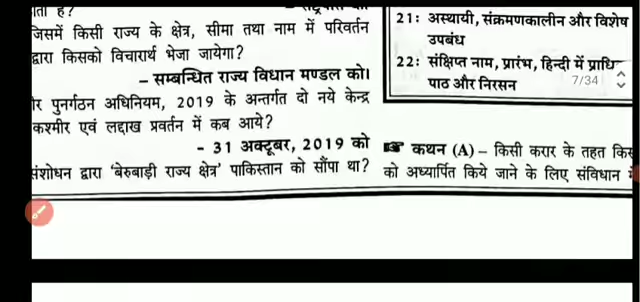 जिसमें किसी राज्य के क्षेत्र, सीमा तथा नाम में परिवर्तन
द्वारा किसको विचारार्थ भेजा जायेगा?
– सम्बन्धित राज्य विधान मण्डल को।
पुनर्गठन अधिनियम, 2019 के अन्तर्गत दो नये केन्द्र
कश्मीर एवं लद्दाख प्रवर्तन में कब आये?
- 31 अक्टूबर, 2019 को
संशोधन द्वारा 'बेरुबाड़ी राज्य क्षेत्र' पाकिस्तान को सौंपा था?
21: अस्थायी, संक्रमणकालीन और विशेष
उपबंध
22: संक्षिप्त नाम, प्रारंभ, हिन्दी में
पाठ और निरसन
7/34
कथन (A) – किसी करार के तहत
को अध्यार्पित किये जाने के लिए संविधान